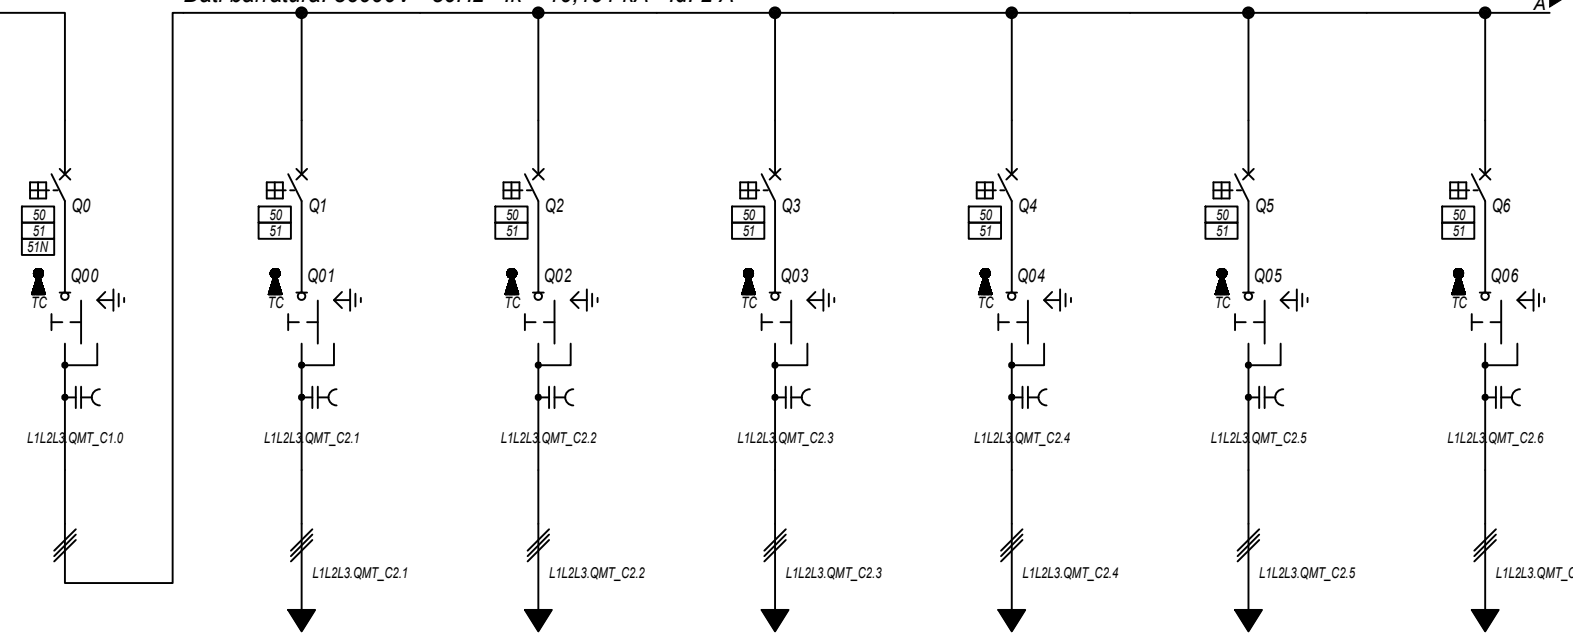 A
Q0 Q1 Q2 Q3 Q4 Q5 Q6
50 50 50 50 50 50 50
51 51 51 51 51 51 51
51N
Q00 Q01 Q02 Q03 Q04 Q05 Q06
TC TC TC TC TC TC TC
L1L2L3.QMT_C1.0 L1L2L3.QMT_C2.1 L1L2L3.QMT_C2.2 L1L2L3.QMT_C2.3 L1L2L3.QMT_C2.4 L1L2L3.QMT_C2.5 L1L2L3.QMT_C2.6
L1L2L3.QMT_C2.1 L1L2L3.QMT_C2.2 L1L2L3.QMT_C2.3 L1L2L3.QMT_C2.4 L1L2L3.QMT_C2.5 L1L2L3.QMT_C